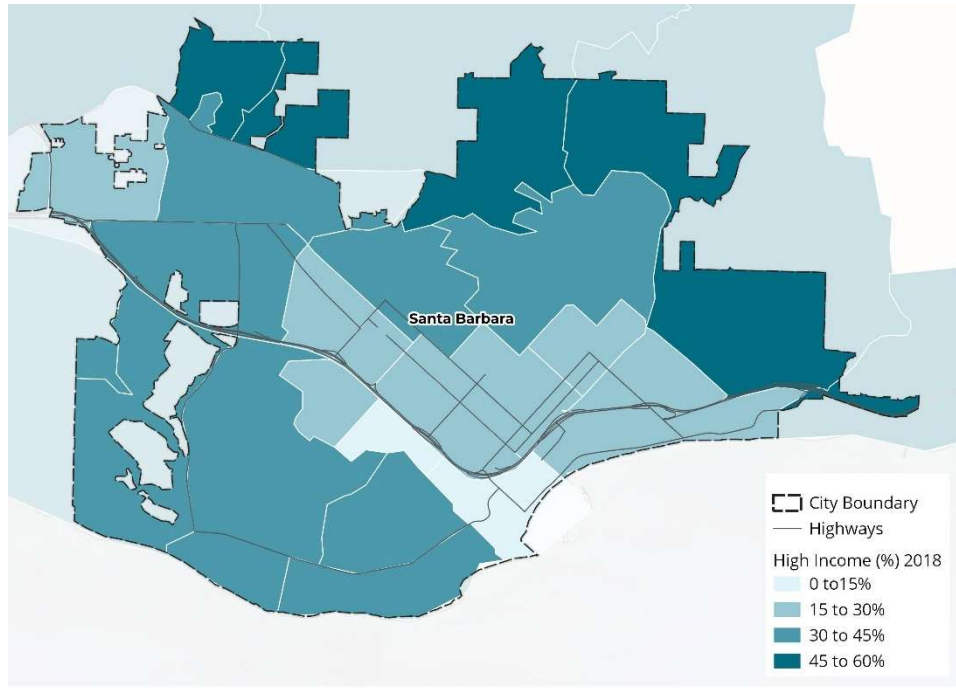 Santa Barbara
City Boundary
Highways
High Income (%) 2018
0 to15%
15 to 30%
30 to 45%
45 to 60%